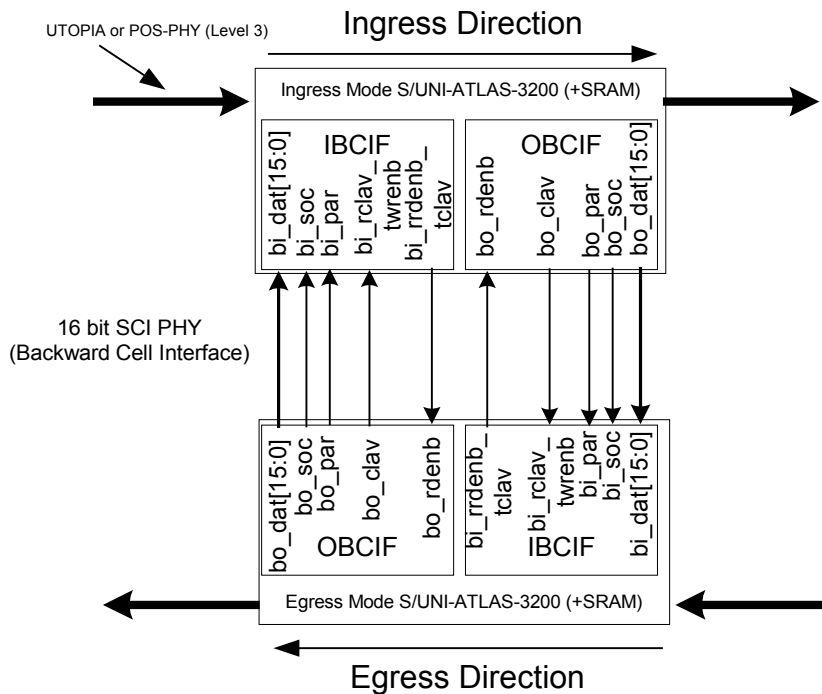 UTOPIA or POS-PHY (Level 3)
Ingress Direction
Ingress Mode S/UNI-ATLAS-3200 (+SRAM)
IBCIF
OBCIF
bi_dat[15:0]
bi_soc
bi_par
bi_rclav_
twrenb
bi_rrdenb_
tclav
bo_rdenb
bo_clav
bo_par
bo_soc
bo_dat[15:0]
16 bit SCI PHY
(Backward Cell Interface)
bo_dat[15:0]
bo_soc
bo_par
bo_clav
bo_rdenb
bi_rrdenb_
tclav
bi_rclav_
twrenb
bi_par
bi_soc
bi_dat[15:0]
OBCIF
IBCIF
Egress Mode S/UNI-ATLAS-3200 (+SRAM)
Egress Direction